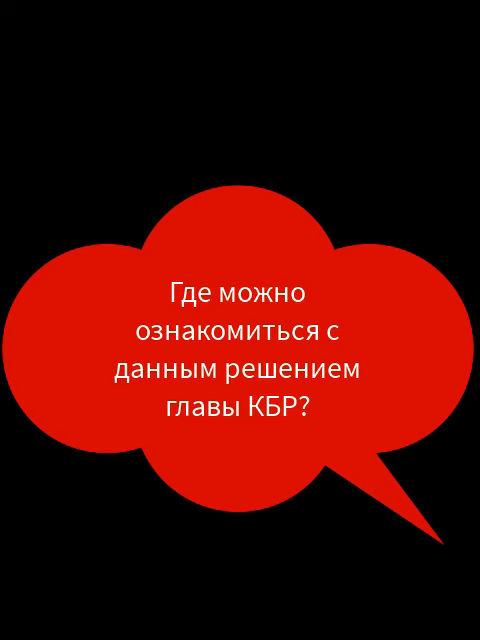 Где можно
ознакомиться с
данным решением
главы КБР?